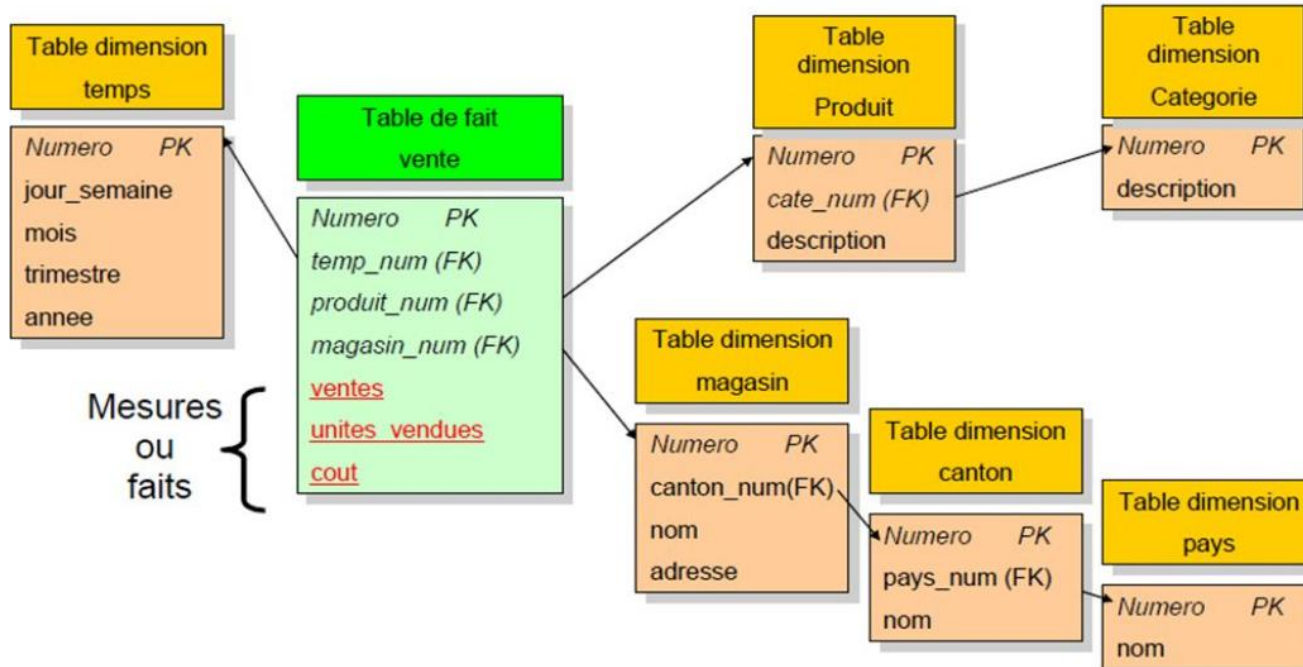 Table dimension
temps
Numero PK
jour_semaine
mois
trimestre
annee
Table de fait
vente
Numero PK
temp_num (FK)
produit_num (FK)
magasin_num (FK)
ventes
unites_vendues
cout
Mesures
ou
faits
Table
dimension
Produit
Numero PK
cate_num (FK)
description
Table
dimension
Categorie
Numero PK
description
Table dimension
magasin
Numero PK
canton_num(FK)
nom
adresse
Table dimension
canton
Numero PK
pays_num (FK)
nom
Table dimension
pays
Numero PK
nom